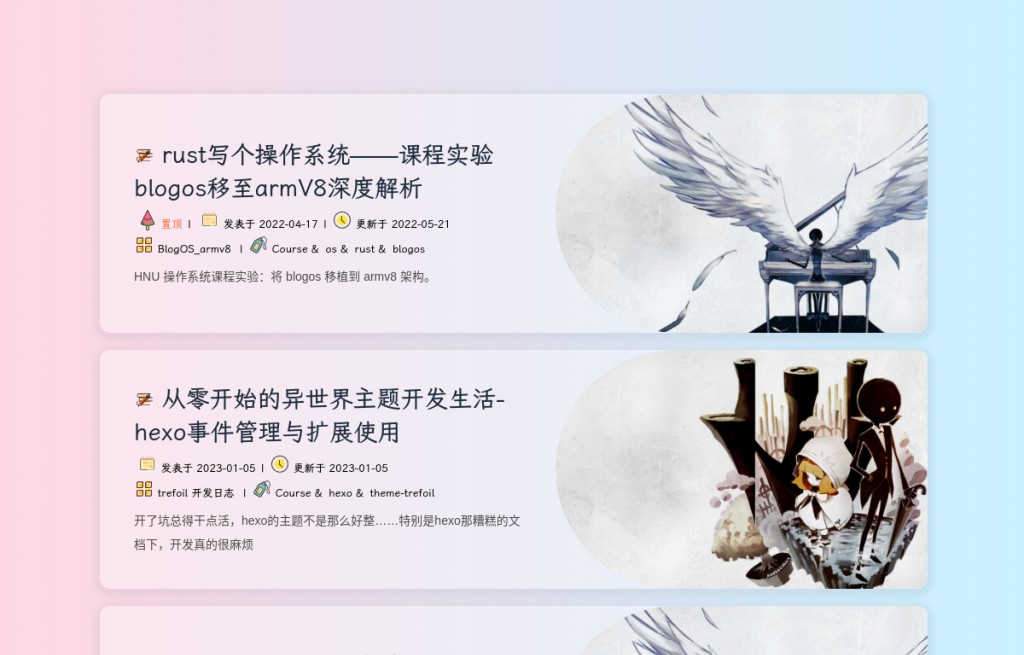 rust写个操作系统——课程实验
blogos移至armV8深度解析
置顶 | 发表于 2022-04-17 | 更新于 2022-05-21
BlogOS_armv8 | Course & os & rust & blogos
HNU 操作系统课程实验：将 blogos 移植到 armv8 架构。
从零开始的异世界主题开发生活-
hexo事件管理与扩展使用
发表于 2023-01-05 | 更新于 2023-01-05
trefoil 开发日志 | Course & hexo & theme-trefoil
开了坑总得干点活，hexo的主题不是那么好整……特别是hexo那糟糕的文
档下，开发真的很麻烦